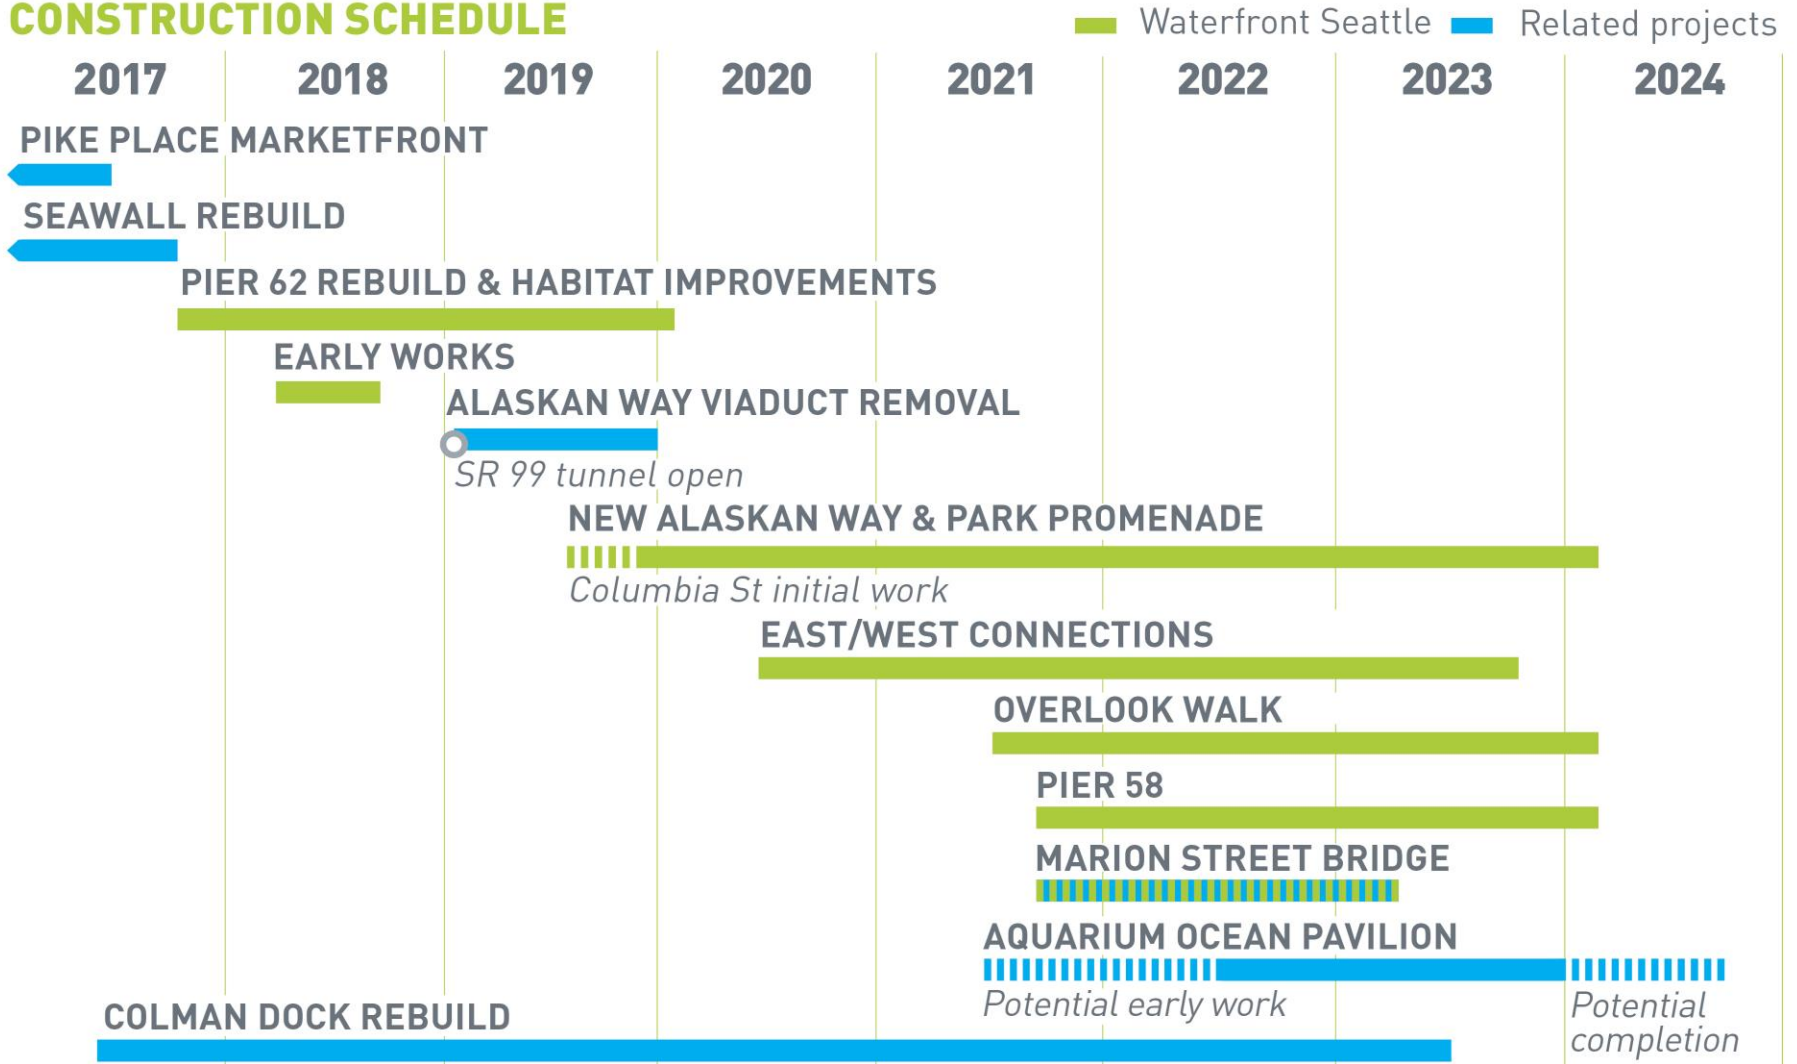 CONSTRUCTION SCHEDULE
Waterfront Seattle
Related projects
2017 2018 2019 2020 2021 2022 2023 2024
PIKE PLACE MARKETFRONT
SEAWALL REBUILD
PIER 62 REBUILD & HABITAT IMPROVEMENTS
EARLY WORKS
ALASKAN WAY VIADUCT REMOVAL
SR 99 tunnel open
NEW ALASKAN WAY & PARK PROMENADE
Columbia St initial work
EAST/WEST CONNECTIONS
OVERLOOK WALK
PIER 58
MARION STREET BRIDGE
AQUARIUM OCEAN PAVILION
Potential early work
Potential
completion
COLMAN DOCK REBUILD